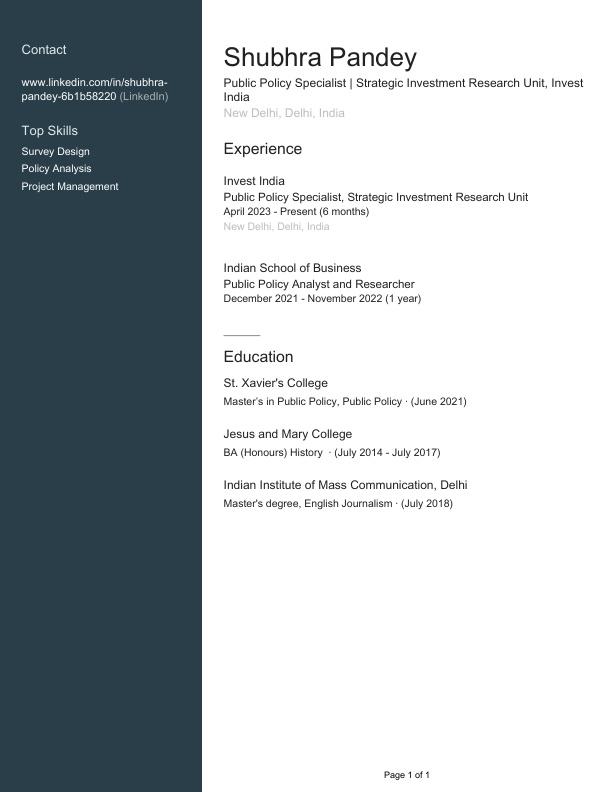 Contact
www.linkedin.com/in/shubhra-
pandey-6b1b58220 (LinkedIn)
Top Skills
Survey Design
Policy Analysis
Project Management
Shubhra Pandey
Public Policy Specialist | Strategic Investment Research Unit, Invest
India
New Delhi, Delhi, India
Experience
Invest India
Public Policy Specialist, Strategic Investment Research Unit
April 2023 - Present (6 months)
New Delhi, Delhi, India
Indian School of Business
Public Policy Analyst and Researcher
December 2021 - November 2022 (1 year)
Education
St. Xavier's College
Master's in Public Policy, Public Policy · (June 2021)
Jesus and Mary College
BA (Honours) History · (July 2014 - July 2017)
Indian Institute of Mass Communication, Delhi
Master's degree, English Journalism · (July 2018)
Page 1 of 1